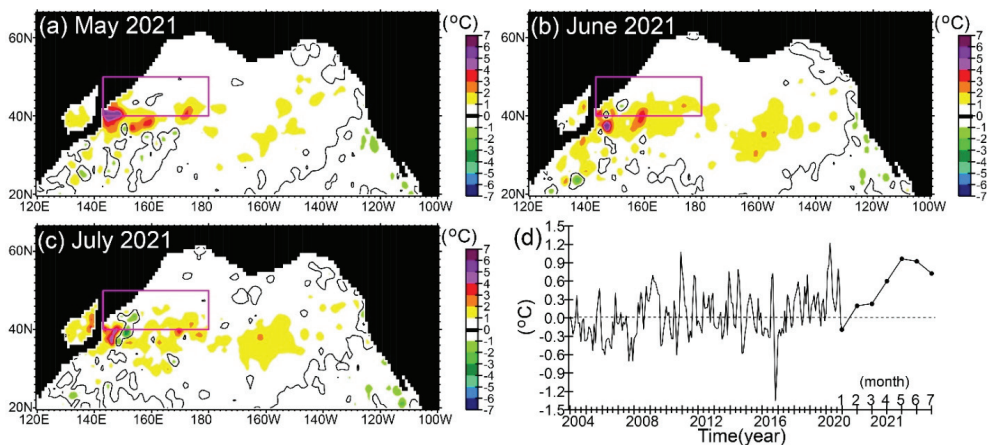 (a) May 2021
(°C)
60N
40N
20N
120E 140E 160E 180 160W 140W 120W 100W
7
6
5
4
3
2
1
0
-1
-2
-3
-4
-5
-6
-7
(b) June 2021
(°C)
60N
40N
20N
120E 140E 160E 180 160W 140W 120W 100W
7
6
5
4
3
2
1
0
-1
-2
-3
-4
-5
-6
-7
(c) July 2021
(°C)
60N
40N
20N
120E 140E 160E 180 160W 140W 120W 100W
7
6
5
4
3
2
1
0
-1
-2
-3
-4
-5
-6
-7
(d)
(°C)
1.5
1.2
0.9
0.6
0.3
0.0
-0.3
-0.6
-0.9
-1.2
-1.5
(month)
1 2 3 4 5 6 7
2004 2008 2012 2016 2020 2021
Time(year)